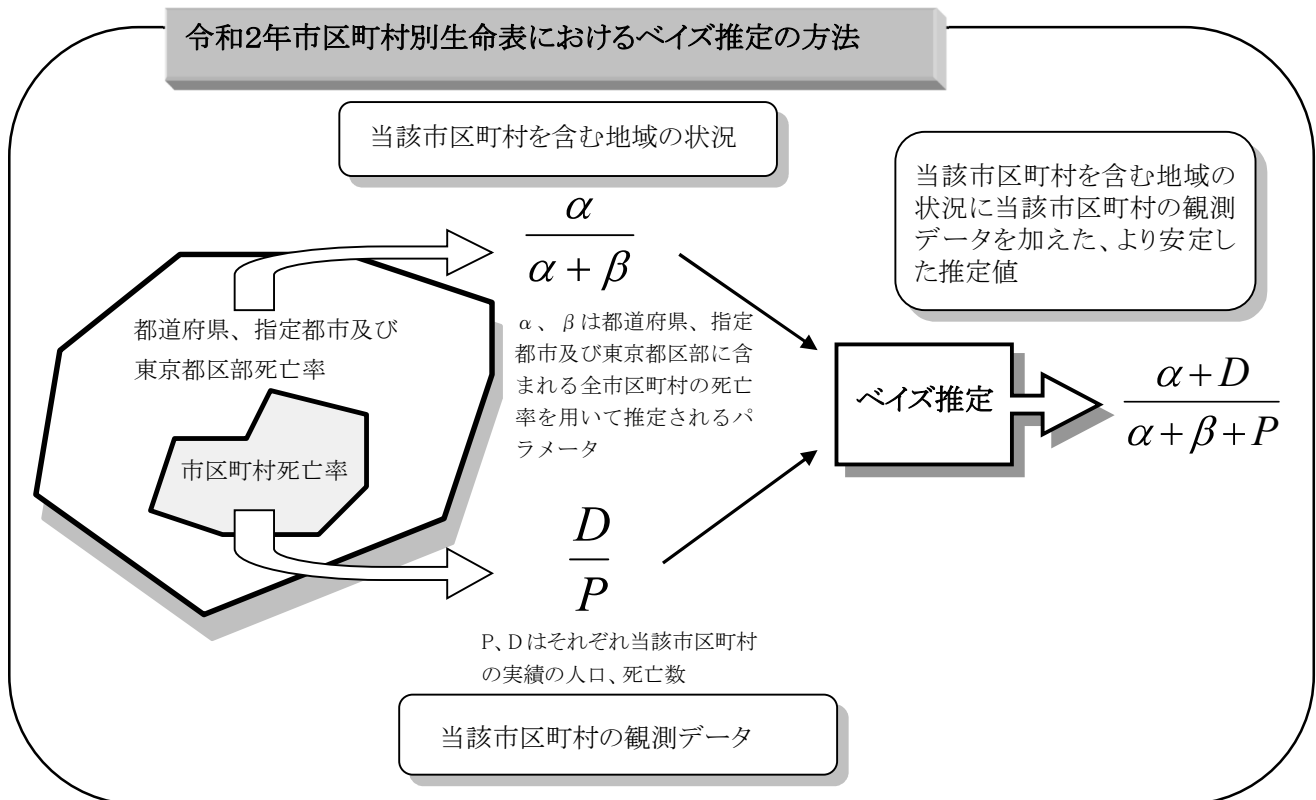 令和2年市区町村別生命表におけるベイズ推定の方法
当該市区町村を含む地域の状況
当該市区町村を含む地域の
状況に当該市区町村の観測
データを加えた、より安定し
た推定値
α
α + β
都道府県、指定都市及び
東京都区部死亡率
α、βは都道府県、指定
都市及び東京都区部に含
まれる全市区町村の死亡
率を用いて推定されるパ
ラメータ
ベイズ推定
α + D
α + β + P
市区町村死亡率
D
P
P、Dはそれぞれ当該市区町村
の実績の人口、死亡数
当該市区町村の観測データ